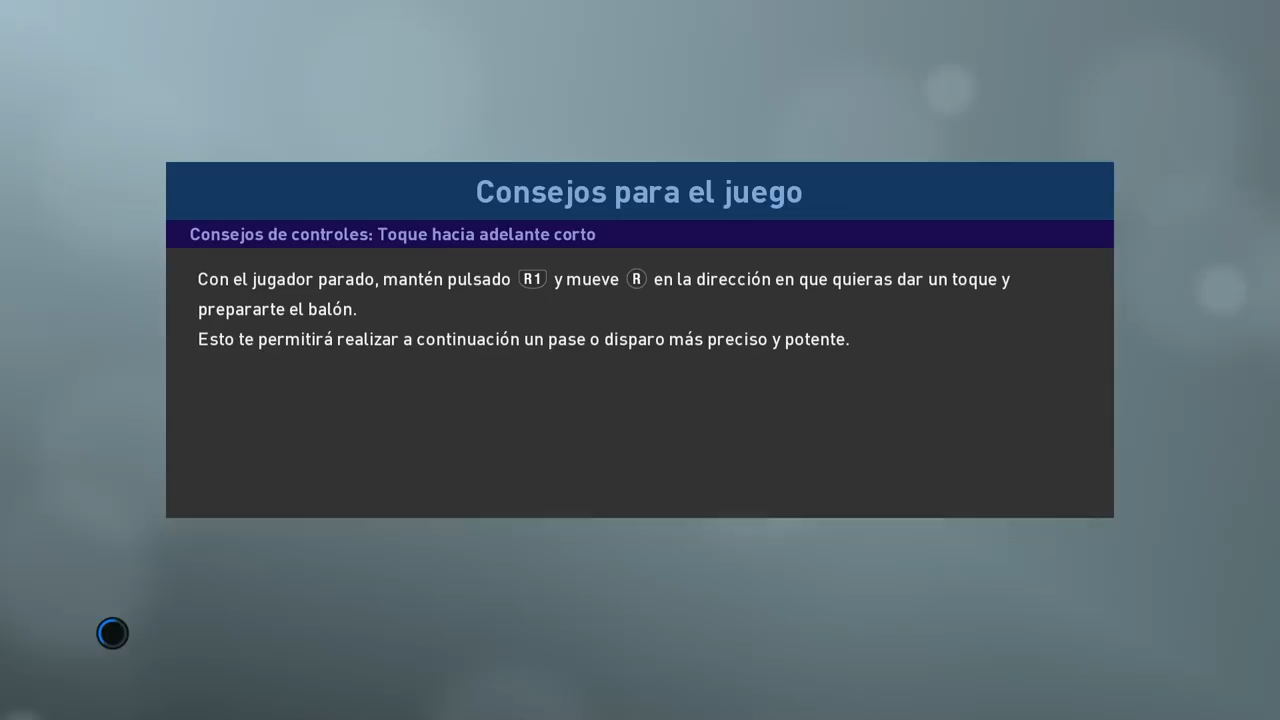 Consejos para el juego
Consejos de controles: Toque hacia adelante corto
Con el jugador parado, mantén pulsado R1 y mueve R en la dirección en que quieras dar un toque y
prepararte el balón.
Esto te permitirá realizar a continuación un pase o disparo más preciso y potente.